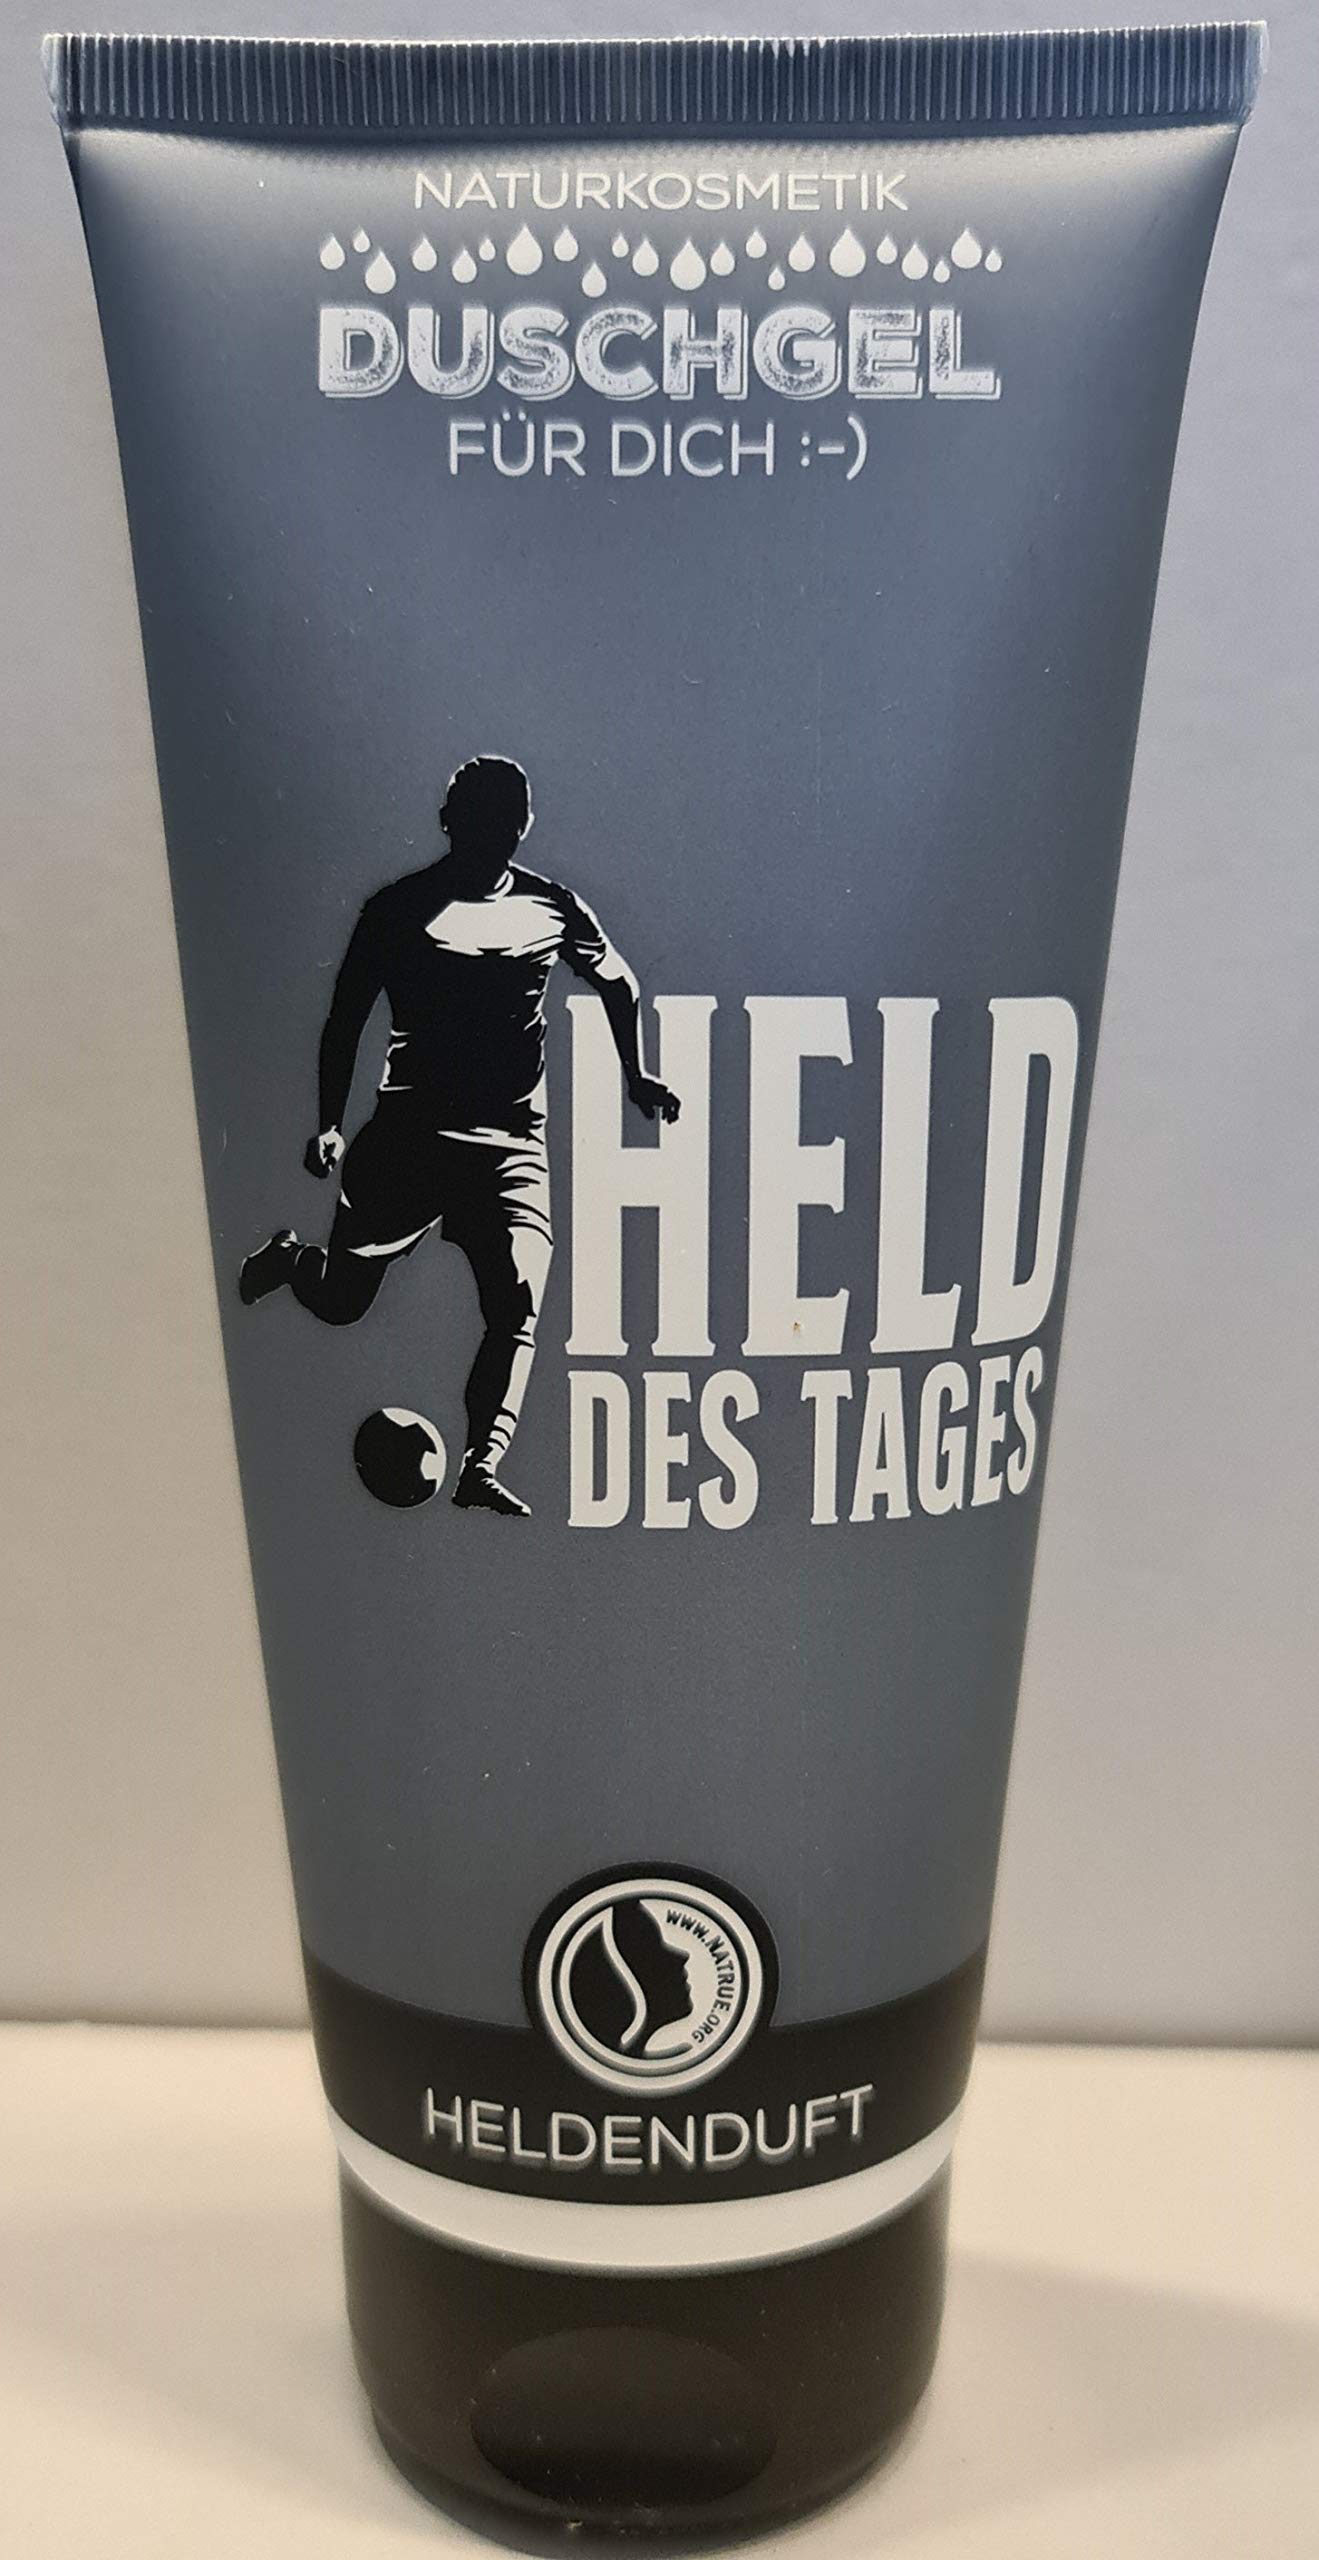 NATURKOSMETIK
DUSCHGEL
FÜR DICH :-)
HELD
DES TAGES
WWW.NATRUE.ORG
HELDENDUFT